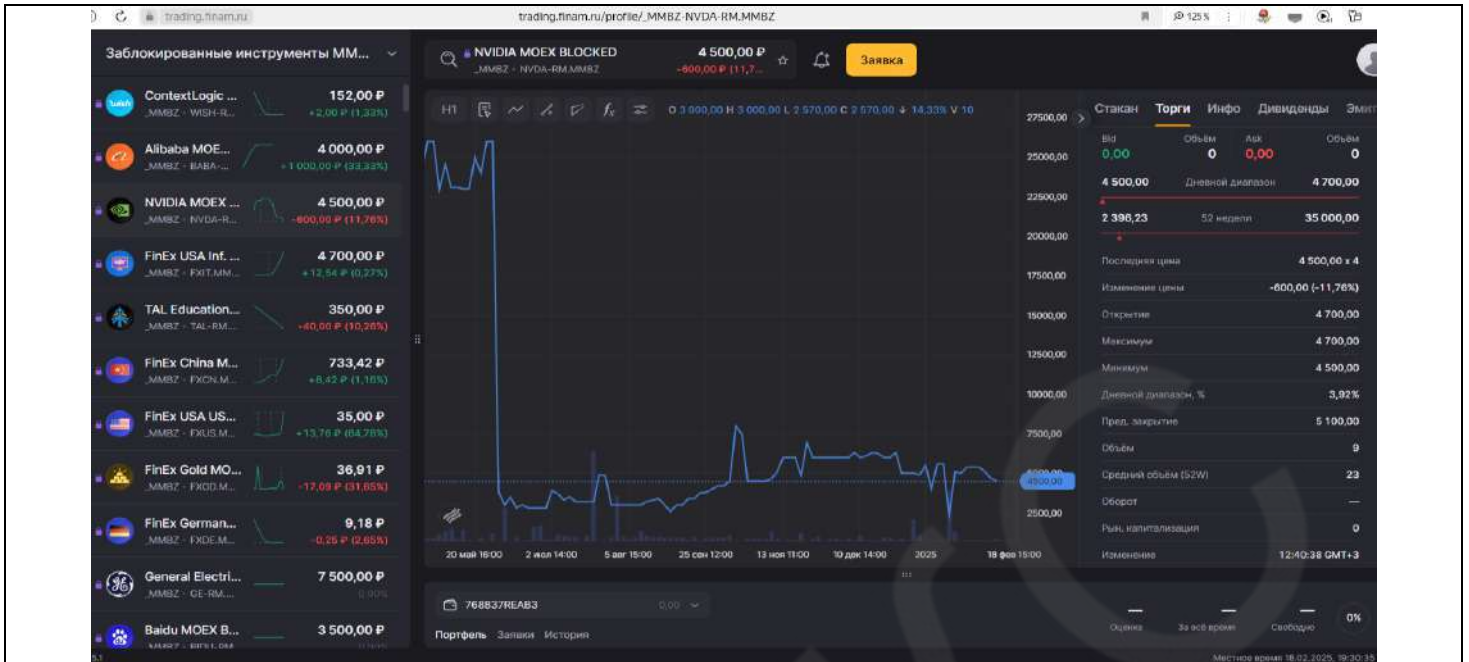 trading.finam.ru
trading.finam.ru/profile/_MMBZ-NVDA-RM.MMBZ
125 %
Заблокированные инструменты MM...
ContextLogic ... 152,00 ₽
_MMBZ - WISH-R... +2,00 ₽ (1,33%)
Alibaba MOE... 4 000,00 ₽
_MMBZ - BABA-... +1 000,00 ₽ (33,33%)
NVIDIA MOEX ... 4 500,00 ₽
_MMBZ - NVDA-R... -600,00 ₽ (11,76%)
FinEx USA Inf. ... 4 700,00 ₽
_MMBZ - FXIT.MM... +12,54 ₽ (0,27%)
TAL Education... 350,00 ₽
_MMBZ - TAL-RM... -40,00 ₽ (10,26%)
FinEx China M... 733,42 ₽
_MMBZ - FXCN.M... +8,42 ₽ (1,16%)
FinEx USA US... 35,00 ₽
_MMBZ - FXUS.M... +13,76 ₽ (64,78%)
FinEx Gold MO... 36,91 ₽
_MMBZ - FXGD.M... -17,09 ₽ (31,65%)
FinEx German... 9,18 ₽
_MMBZ - FXDE.M... -0,25 ₽ (2,65%)
General Electri... 7 500,00 ₽
_MMBZ - GE-RM.... 0,00%
Baidu MOEX B... 3 500,00 ₽
NVIDIA MOEX BLOCKED 4 500,00 ₽
_MMBZ - NVDA-RM.MMBZ -600,00 ₽ (11,7...
Заявка
H1 fx O 3 000,00 H 3 000,00 L 2 570,00 C 2 570,00 14,33% V 10
27500,00
25000,00
22500,00
20000,00
17500,00
15000,00
12500,00
10000,00
7500,00
4500,00
2500,00
20 май 16:00 2 июл 14:00 5 авг 15:00 25 сен 12:00 13 ноя 11:00 10 дек 14:00 2025 18 фев 15:00
768837REAB3 0,00
Портфель Заявки История
Стакан Торги Инфо Дивиденды Эмит
Bid Объём Ask Объём
0,00 0 0,00 0
4 500,00 Дневной диапазон 4 700,00
2 396,23 52 недели 35 000,00
Последняя цена 4 500,00 x 4
Изменение цены -600,00 (-11,76%)
Открытие 4 700,00
Максимум 4 700,00
Минимум 4 500,00
Дневной диапазон, % 3,92%
Пред. закрытие 5 100,00
Объём 9
Средний объём (52W) 23
Оборот —
Рын. капитализация 0
Изменение 12:40:38 GMT+3
— — — 0%
Оценка За всё время Свободно
Местное время 18.02.2025, 19:30:35